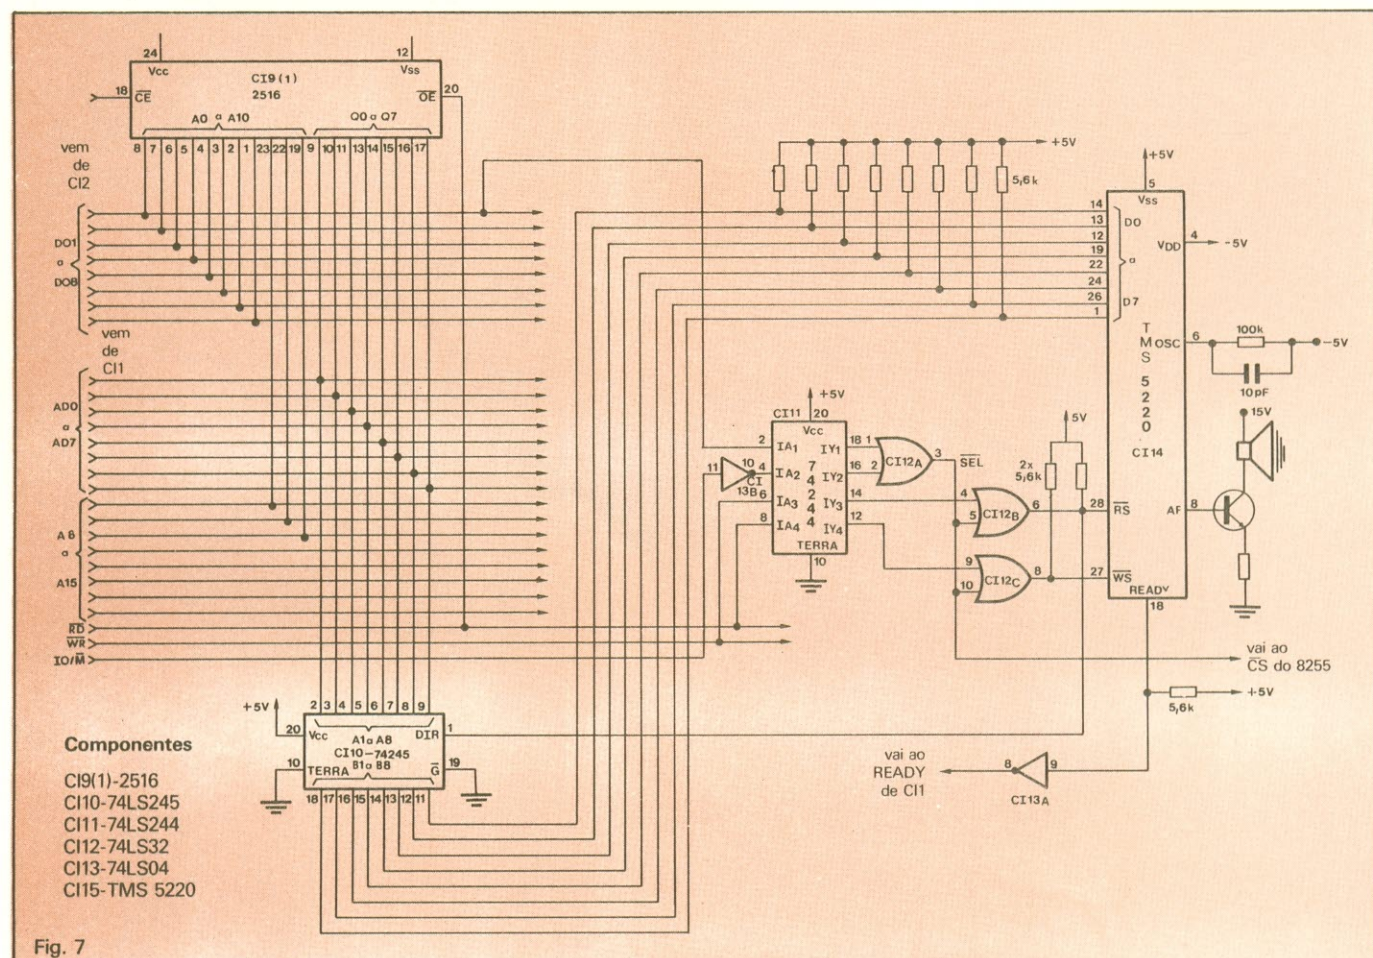 24
Vcc
12
Vss
CI9(1)
2516
18
CE
20
OE
A0 a A10
Q0 a Q7
8 7 6 5 4 3 2 1 23 22 19 9 10 11 13 14 15 16 17
vem
de
CI2
DO1
a
DO8
vem
de
CI1
AD0
a
AD7
A8
a
A15
RD
WR
IO/M
+5V
5,6k
+5V
5
Vss
14
13
12
19
22
24
26
1
D0
a
D7
VDD
4
-5V
TMS
5220
CI14
OSC
6
100k
-5V
10pF
15V
AF
8
28
RS
27
WS
READY
18
+5V
CI11
20
Vcc
2
IA1
IY1
18
1
11
10
4
IA2
IY2
16
2
CI
13B
6
IA3
IY3
14
8
IA4
IY4
12
74244
TERRA
10
CI12A
3
SEL
4
5
CI12B
6
9
10
CI12C
8
5V
2x
5,6k
vai ao
CS do 8255
+5V
5,6k
vai ao
READY
de CI1
8
9
CI13A
+5V
2 3 4 5 6 7 8 9
20
Vcc
A1 a A8
DIR
1
CI10-74245
B1 a B8
10
TERRA
G
19
18 17 16 15 14 13 12 11
Componentes
CI9(1)-2516
CI10-74LS245
CI11-74LS244
CI12-74LS32
CI13-74LS04
CI15-TMS 5220
Fig. 7